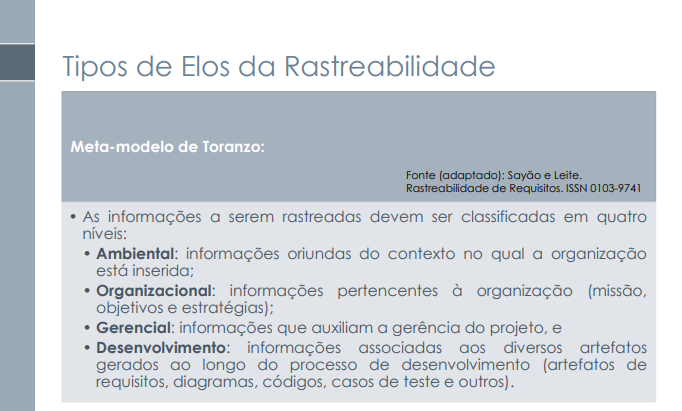 Tipos de Elos da Rastreabilidade
Meta-modelo de Toranzo:
Fonte (adaptado): Sayão e Leite.
Rastreabilidade de Requisitos. ISSN 0103-9741
• As informações a serem rastreadas devem ser classificadas em quatro
níveis:
• Ambiental: informações oriundas do contexto no qual a organização
está inserida;
• Organizacional: informações pertencentes à organização (missão,
objetivos e estratégias);
• Gerencial: informações que auxiliam a gerência do projeto, e
• Desenvolvimento: informações associadas aos diversos artefatos
gerados ao longo do processo de desenvolvimento (artefatos de
requisitos, diagramas, códigos, casos de teste e outros).